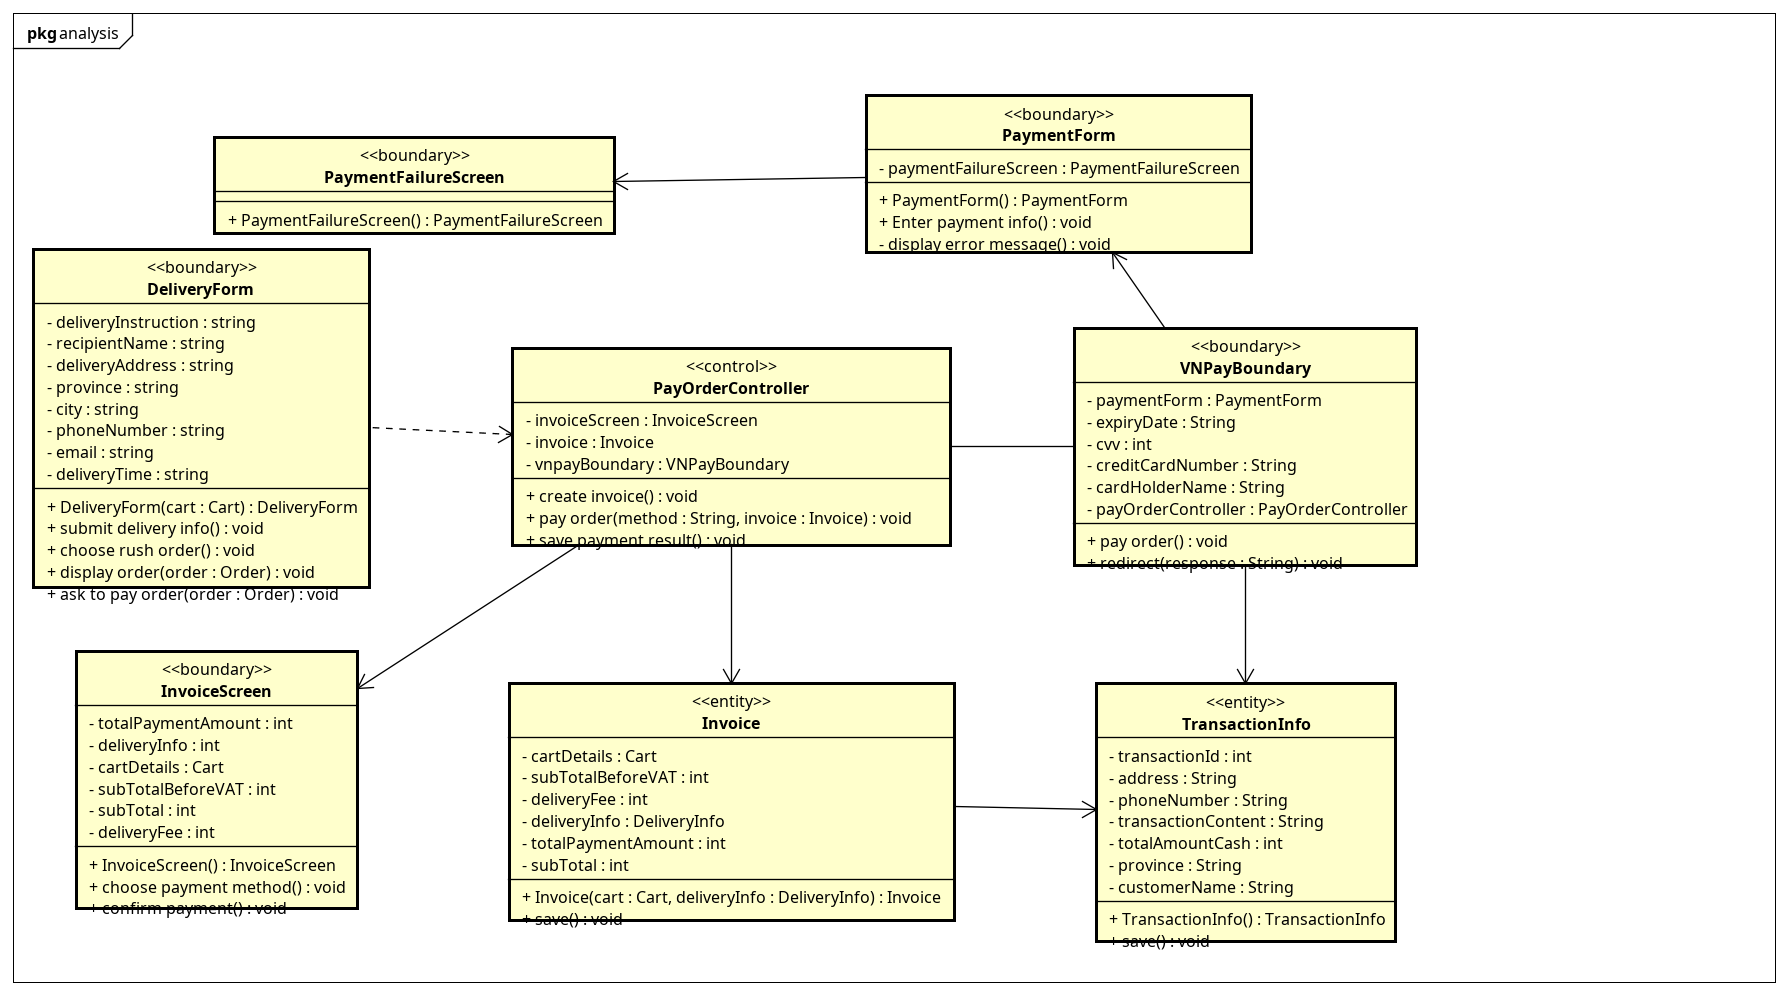 pkg analysis
<<boundary>>
PaymentFailureScreen
+ PaymentFailureScreen() : PaymentFailureScreen
<<boundary>>
PaymentForm
- paymentFailureScreen : PaymentFailureScreen
+ PaymentForm() : PaymentForm
+ Enter payment info() : void
- display error message() : void
<<boundary>>
DeliveryForm
- deliveryInstruction : string
- recipientName : string
- deliveryAddress : string
- province : string
- city : string
- phoneNumber : string
- email : string
- deliveryTime : string
+ DeliveryForm(cart : Cart) : DeliveryForm
+ submit delivery info() : void
+ choose rush order() : void
+ display order(order : Order) : void
+ ask to pay order(order : Order) : void
<<control>>
PayOrderController
- invoiceScreen : InvoiceScreen
- invoice : Invoice
- vnpayBoundary : VNPayBoundary
+ create invoice() : void
+ pay order(method : String, invoice : Invoice) : void
+ save payment result() : void
<<boundary>>
VNPayBoundary
- paymentForm : PaymentForm
- expiryDate : String
- cvv : int
- creditCardNumber : String
- cardHolderName : String
- payOrderController : PayOrderController
+ pay order() : void
+ redirect(response : String) : void
<<boundary>>
InvoiceScreen
- totalPaymentAmount : int
- deliveryInfo : int
- cartDetails : Cart
- subTotalBeforeVAT : int
- subTotal : int
- deliveryFee : int
+ InvoiceScreen() : InvoiceScreen
+ choose payment method() : void
+ confirm payment() : void
<<entity>>
Invoice
- cartDetails : Cart
- subTotalBeforeVAT : int
- deliveryFee : int
- deliveryInfo : DeliveryInfo
- totalPaymentAmount : int
- subTotal : int
+ Invoice(cart : Cart, deliveryInfo : DeliveryInfo) : Invoice
+ save() : void
<<entity>>
TransactionInfo
- transactionId : int
- address : String
- phoneNumber : String
- transactionContent : String
- totalAmountCash : int
- province : String
- customerName : String
+ TransactionInfo() : TransactionInfo
+ save() : void